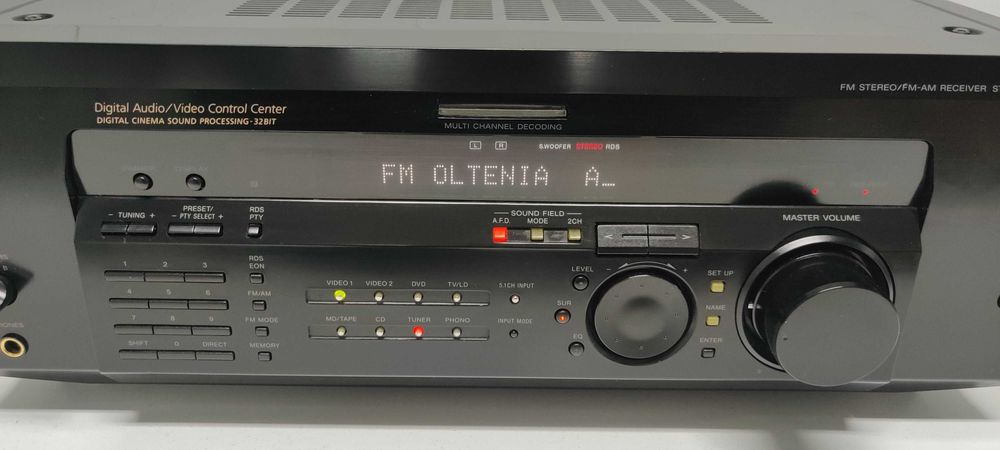 FM STEREO/FM-AM RECEIVER
Digital Audio/Video Control Center
DIGITAL CINEMA SOUND PROCESSING-32BIT
MULTI CHANNEL DECODING
L R S.WOOFER STEREO RDS
FM OLTENIA A
MASTER VOLUME
- TUNING +
PRESET/
- PTY SELECT +
RDS
PTY
SOUND FIELD
A.F.D. MODE 2CH
1 2 3
4 5 6
7 8 9
SHIFT 0 DIRECT
RDS
EON
FM/AM
FM MODE
MEMORY
VIDEO 1 VIDEO 2 DVD TV/LD
5.1CH INPUT
MD/TAPE CD TUNER PHONO
INPUT MODE
LEVEL
SUR
EQ
- +
SET UP
NAME
ENTER
B